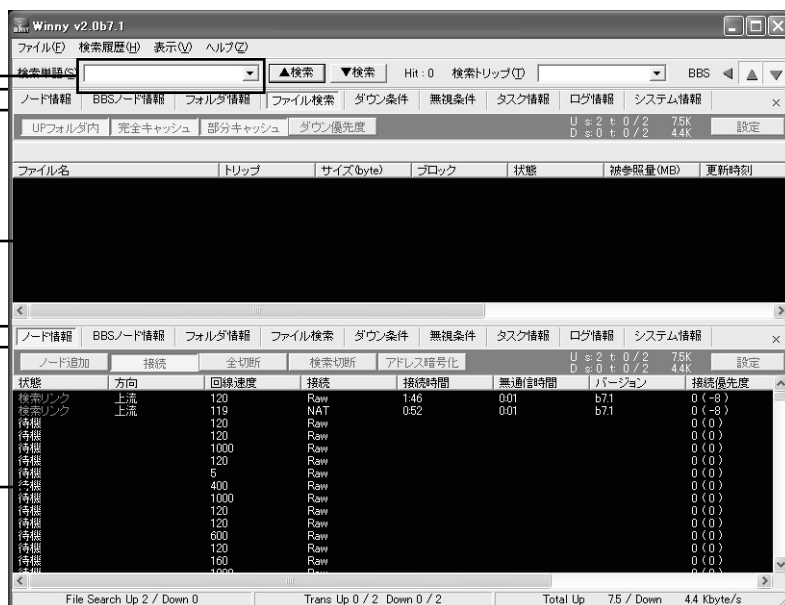 Winny v2.0b7.1
ファイル(F) 検索履歴(H) 表示(V) ヘルプ(Z)
検索単語(S) ▲検索 ▼検索 Hit : 0 検索トリップ(T) BBS
ノード情報 BBSノード情報 フォルダ情報 ファイル検索 ダウン条件 無視条件 タスク情報 ログ情報 システム情報
UPフォルダ内 完全キャッシュ 部分キャッシュ ダウン優先度 U s: 2 t: 0 / 2 7.5K 設定
D s: 0 t: 0 / 2 4.4K
ファイル名 トリップ サイズ(byte) ブロック 状態 被参照量(MB) 更新時刻
ノード情報 BBSノード情報 フォルダ情報 ファイル検索 ダウン条件 無視条件 タスク情報 ログ情報 システム情報
ノード追加 接続 全切断 検索切断 アドレス暗号化 U s: 2 t: 0 / 2 7.5K 設定
D s: 0 t: 0 / 2 4.4K
状態 方向 回線速度 接続 接続時間 無通信時間 バージョン 接続優先度
検索リンク 上流 120 Raw 1:46 0:01 b7.1 0 ( -8 )
検索リンク 上流 119 NAT 0:52 0:01 b7.1 0 ( -8 )
待機 120 Raw 0 ( 0 )
待機 120 Raw 0 ( 0 )
待機 1000 Raw 0 ( 0 )
待機 120 Raw 0 ( 0 )
待機 5 Raw 0 ( 0 )
待機 400 Raw 0 ( 0 )
待機 1000 Raw 0 ( 0 )
待機 120 Raw 0 ( 0 )
待機 120 Raw 0 ( 0 )
待機 600 Raw 0 ( 0 )
待機 120 Raw 0 ( 0 )
待機 160 Raw 0 ( 0 )
File Search Up 2 / Down 0 Trans Up 0 / 2 Down 0 / 2 Total Up 7.5 / Down 4.4 Kbyte/s